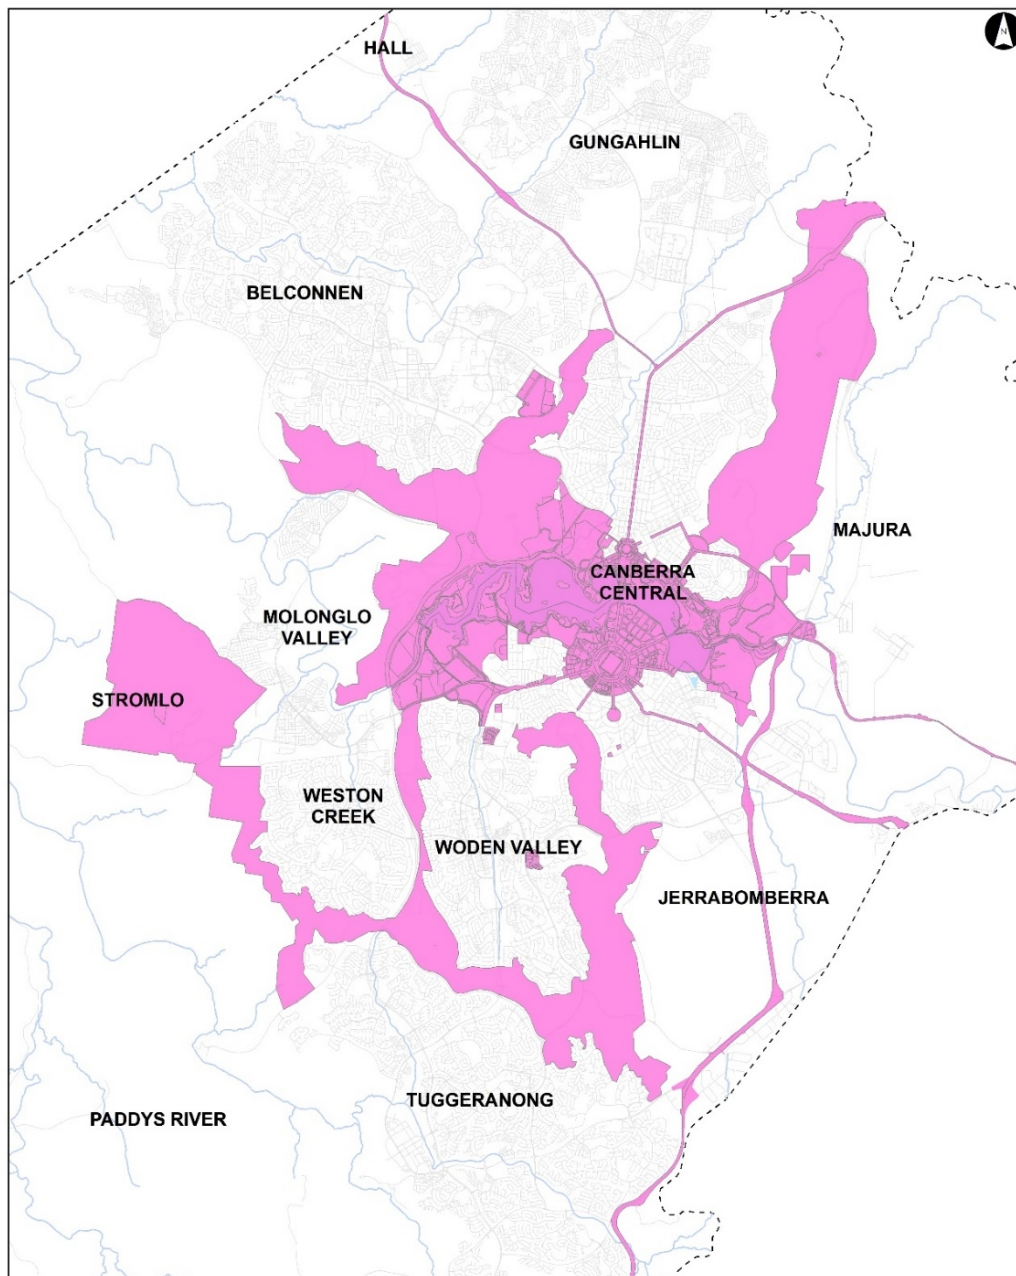 N
HALL
GUNGAHLIN
BELCONNEN
MAJURA
CANBERRA
CENTRAL
MOLONGLO
VALLEY
STROMLO
WESTON
CREEK
WODEN VALLEY
JERRABOMBERRA
TUGGERANONG
PADDYS RIVER